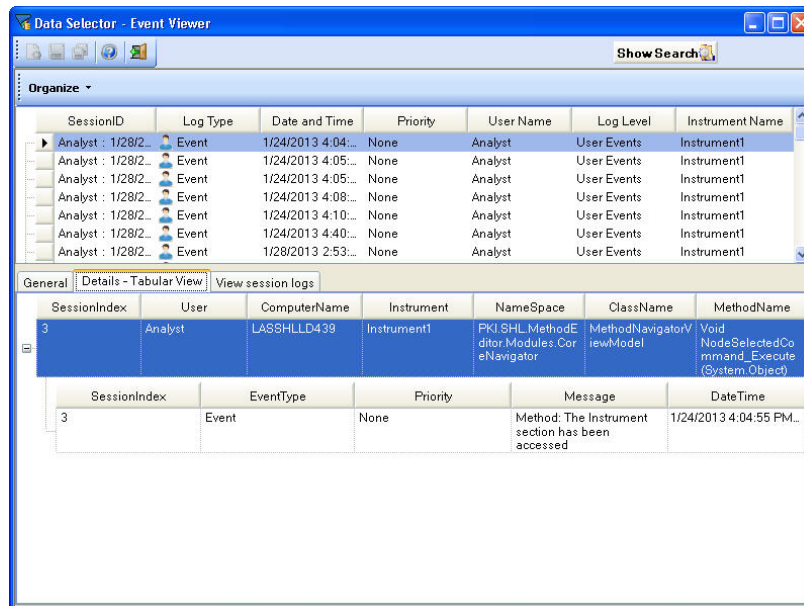 Data Selector - Event Viewer
Show Search
Organize
SessionID Log Type Date and Time Priority User Name Log Level Instrument Name
Analyst : 1/28/2... Event 1/24/2013 4:04:... None Analyst User Events Instrument1
Analyst : 1/28/2... Event 1/24/2013 4:05:... None Analyst User Events Instrument1
Analyst : 1/28/2... Event 1/24/2013 4:05:... None Analyst User Events Instrument1
Analyst : 1/28/2... Event 1/24/2013 4:08:... None Analyst User Events Instrument1
Analyst : 1/28/2... Event 1/24/2013 4:10:... None Analyst User Events Instrument1
Analyst : 1/28/2... Event 1/24/2013 4:40:... None Analyst User Events Instrument1
Analyst : 1/28/2... Event 1/28/2013 2:53:... None Analyst User Events Instrument1
General Details - Tabular View View session logs
SessionIndex User ComputerName Instrument NameSpace ClassName MethodName
3 Analyst LASSHLLD439 Instrument1 PKI.SHL.MethodE MethodNavigatorV Void
ditor.Modules.Cor iewModel NodeSelectedCo
eNavigator mmand_Execute
(System.Object)
SessionIndex EventType Priority Message DateTime
3 Event None Method: The Instrument 1/24/2013 4:04:55 PM...
section has been
accessed